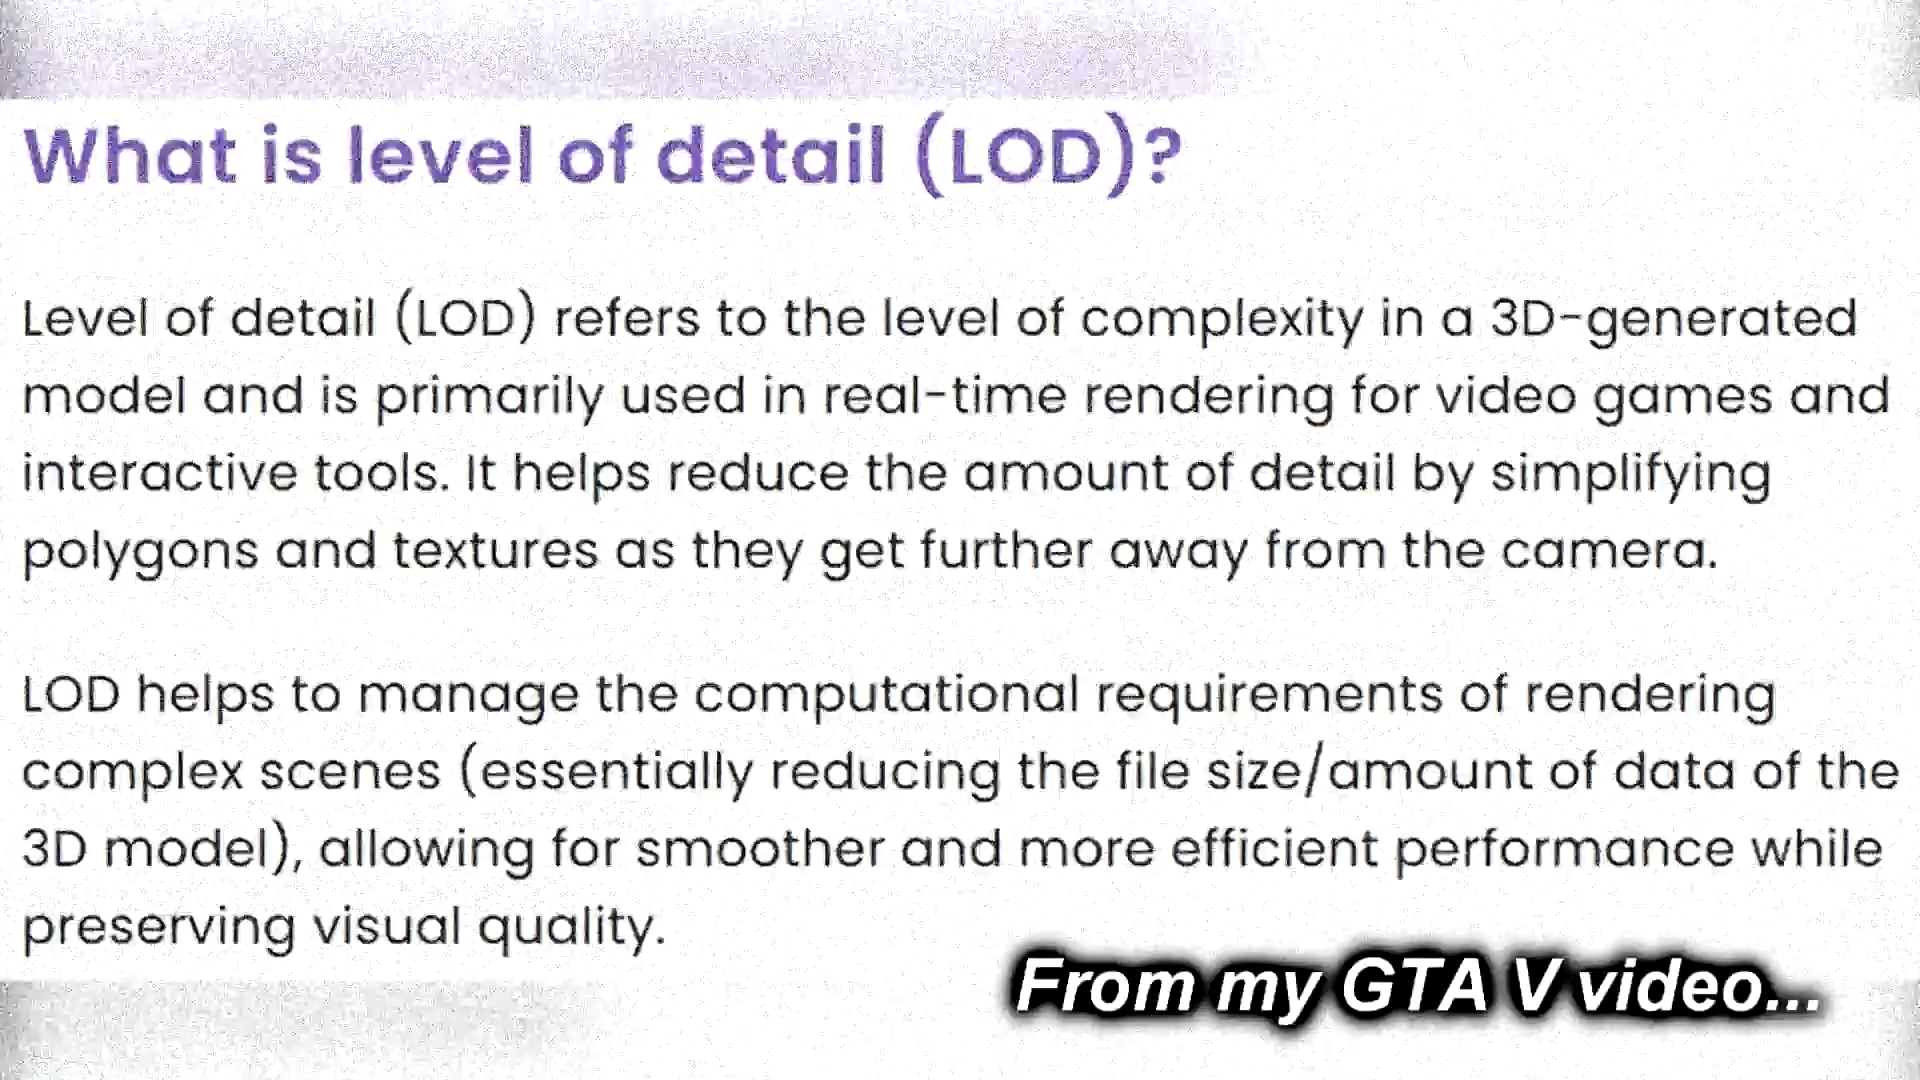 What is level of detail (LOD)?
Level of detail (LOD) refers to the level of complexity in a 3D-generated
model and is primarily used in real-time rendering for video games and
interactive tools. It helps reduce the amount of detail by simplifying
polygons and textures as they get further away from the camera.
LOD helps to manage the computational requirements of rendering
complex scenes (essentially reducing the file size/amount of data of the
3D model), allowing for smoother and more efficient performance while
preserving visual quality.
From my GTA V video...